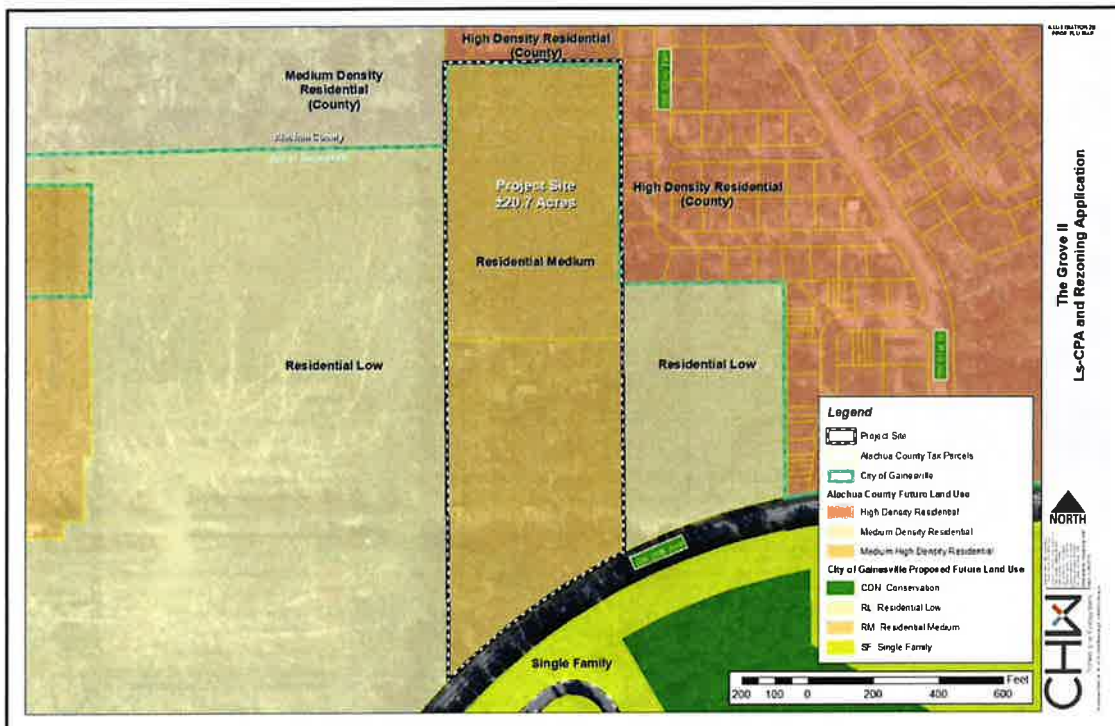 High Density Residential
(County)
Medium Density
Residential
(County)
Alachua County
Project Site
±20.7 Acres
High Density Residential
(County)
Residential Medium
Residential Low
Residential Low
Single Family
Legend
Project Site
Alachua County Tax Parcels
City of Gainesville
Alachua County Future Land Use
High Density Residential
Medium Density Residential
Medium High Density Residential
City of Gainesville Proposed Future Land Use
CON Conservation
RL Residential Low
RM Residential Medium
SF Single Family
Feet
200 100 0 200 400 600
The Grove II
Ls-CPA and Rezoning Application
NORTH
CHW